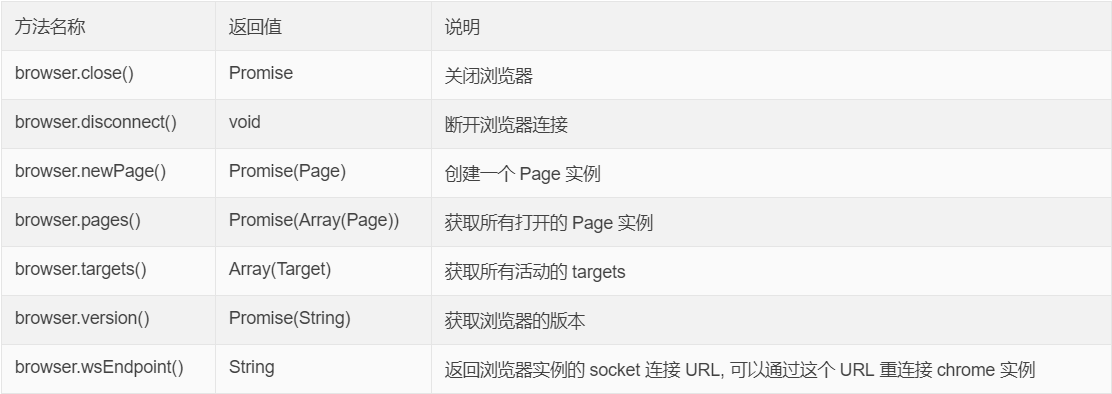 方法名称 返回值 说明
browser.close() Promise 关闭浏览器
browser.disconnect() void 断开浏览器连接
browser.newPage() Promise(Page) 创建一个 Page 实例
browser.pages() Promise(Array(Page)) 获取所有打开的 Page 实例
browser.targets() Array(Target) 获取所有活动的 targets
browser.version() Promise(String) 获取浏览器的版本
browser.wsEndpoint() String 返回浏览器实例的 socket 连接 URL, 可以通过这个 URL 重连接 chrome 实例